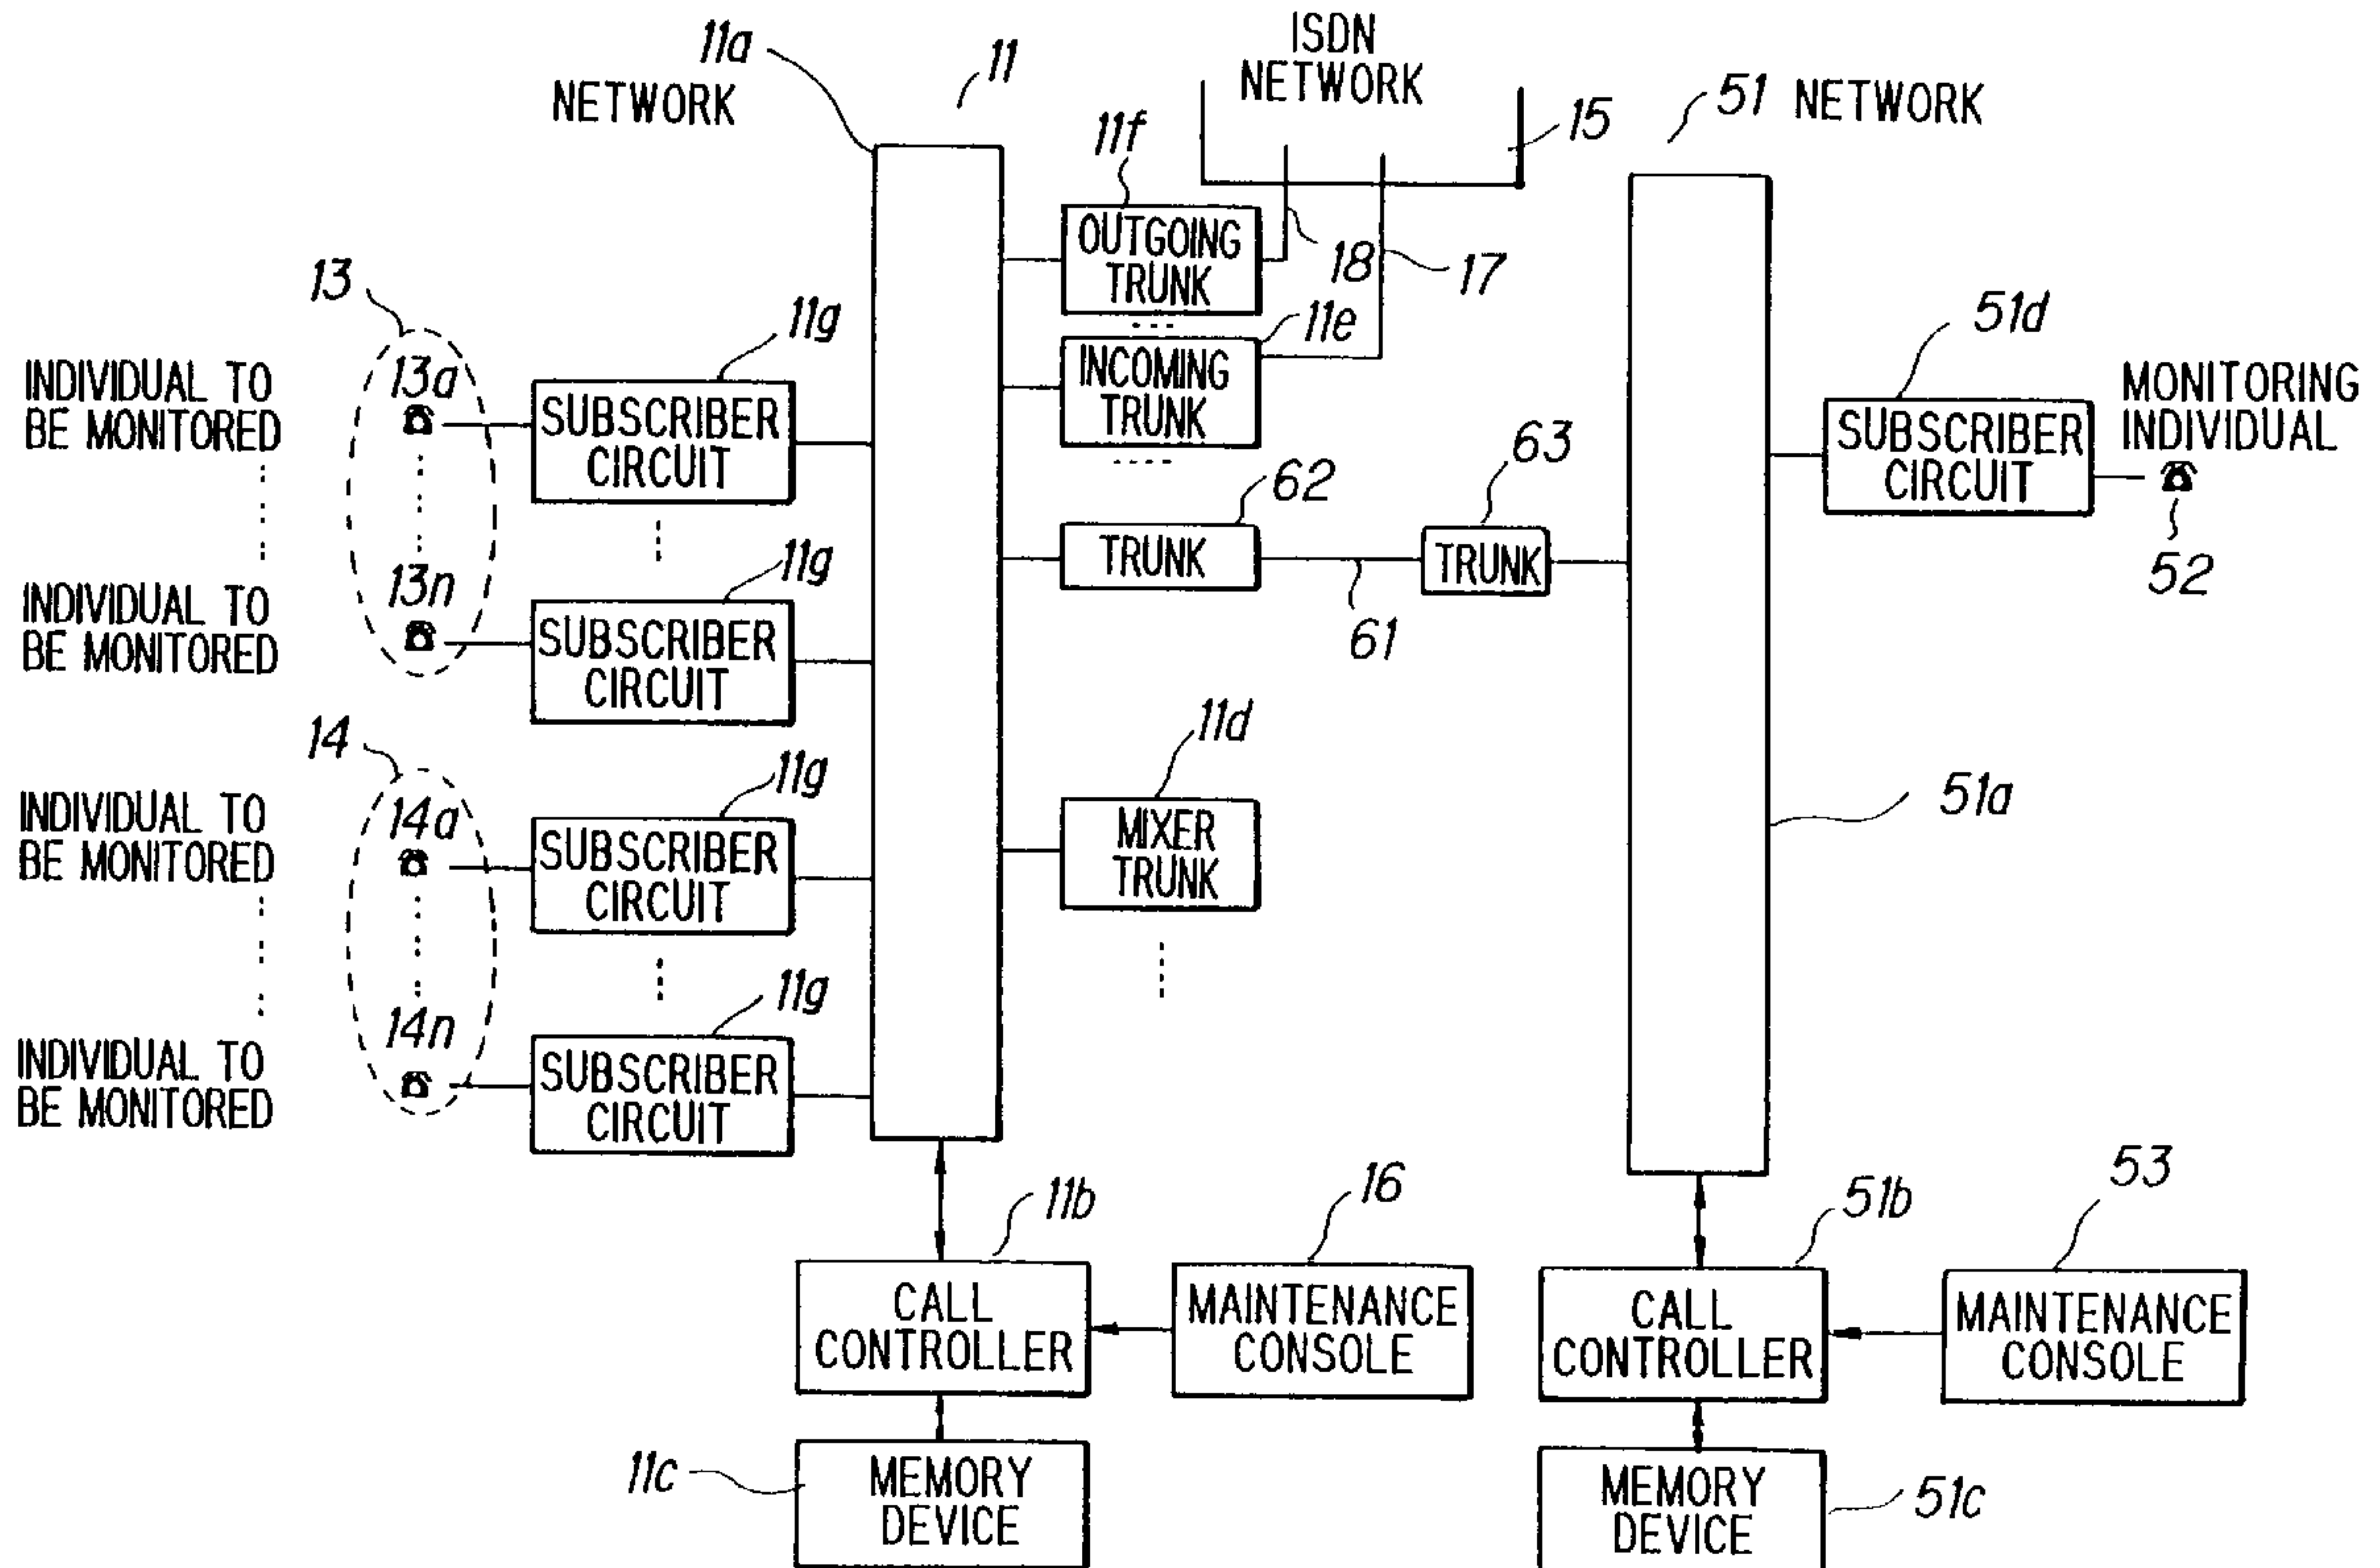 11a
NETWORK
11
ISDN
NETWORK
15
51 NETWORK
11f
OUTGOING
TRUNK
18
17
11e
INCOMING
TRUNK
13
INDIVIDUAL TO
BE MONITORED
13a
11g
SUBSCRIBER
CIRCUIT
51d
SUBSCRIBER
CIRCUIT
MONITORING
INDIVIDUAL
52
62
TRUNK
61
63
TRUNK
INDIVIDUAL TO
BE MONITORED
13n
11g
SUBSCRIBER
CIRCUIT
14
INDIVIDUAL TO
BE MONITORED
14a
11g
SUBSCRIBER
CIRCUIT
11d
MIXER
TRUNK
51a
INDIVIDUAL TO
BE MONITORED
14n
11g
SUBSCRIBER
CIRCUIT
11b
CALL
CONTROLLER
16
MAINTENANCE
CONSOLE
51b
CALL
CONTROLLER
53
MAINTENANCE
CONSOLE
11c
MEMORY
DEVICE
MEMORY
DEVICE
51c